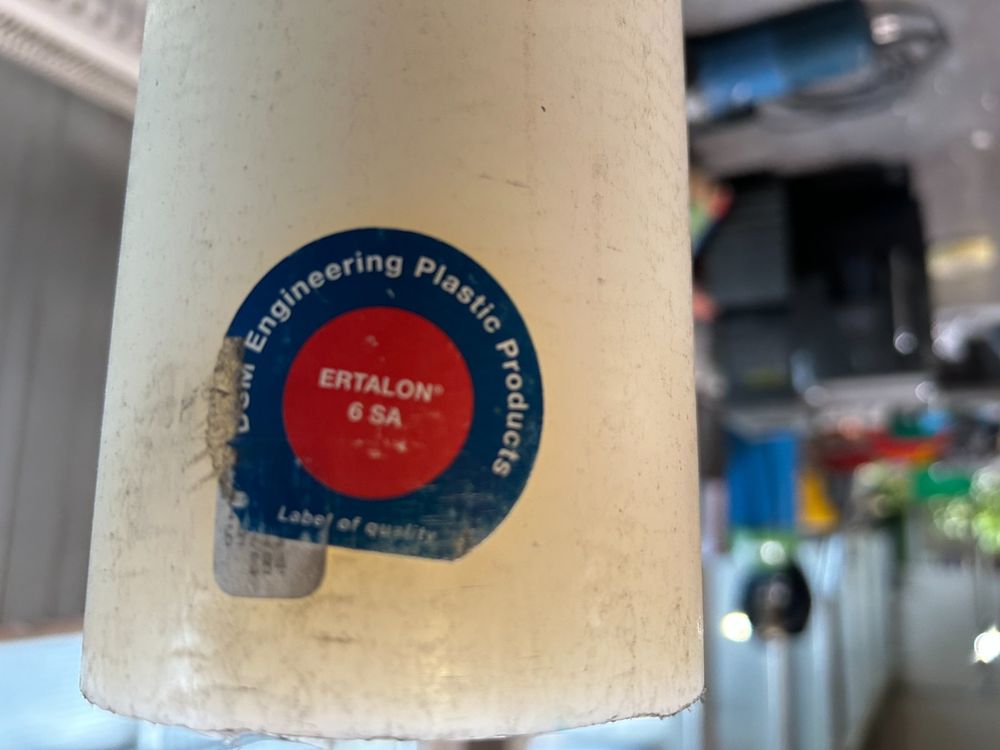 DSM Engineering Plastic Products
ERTALON®
6 SA
Label of quality